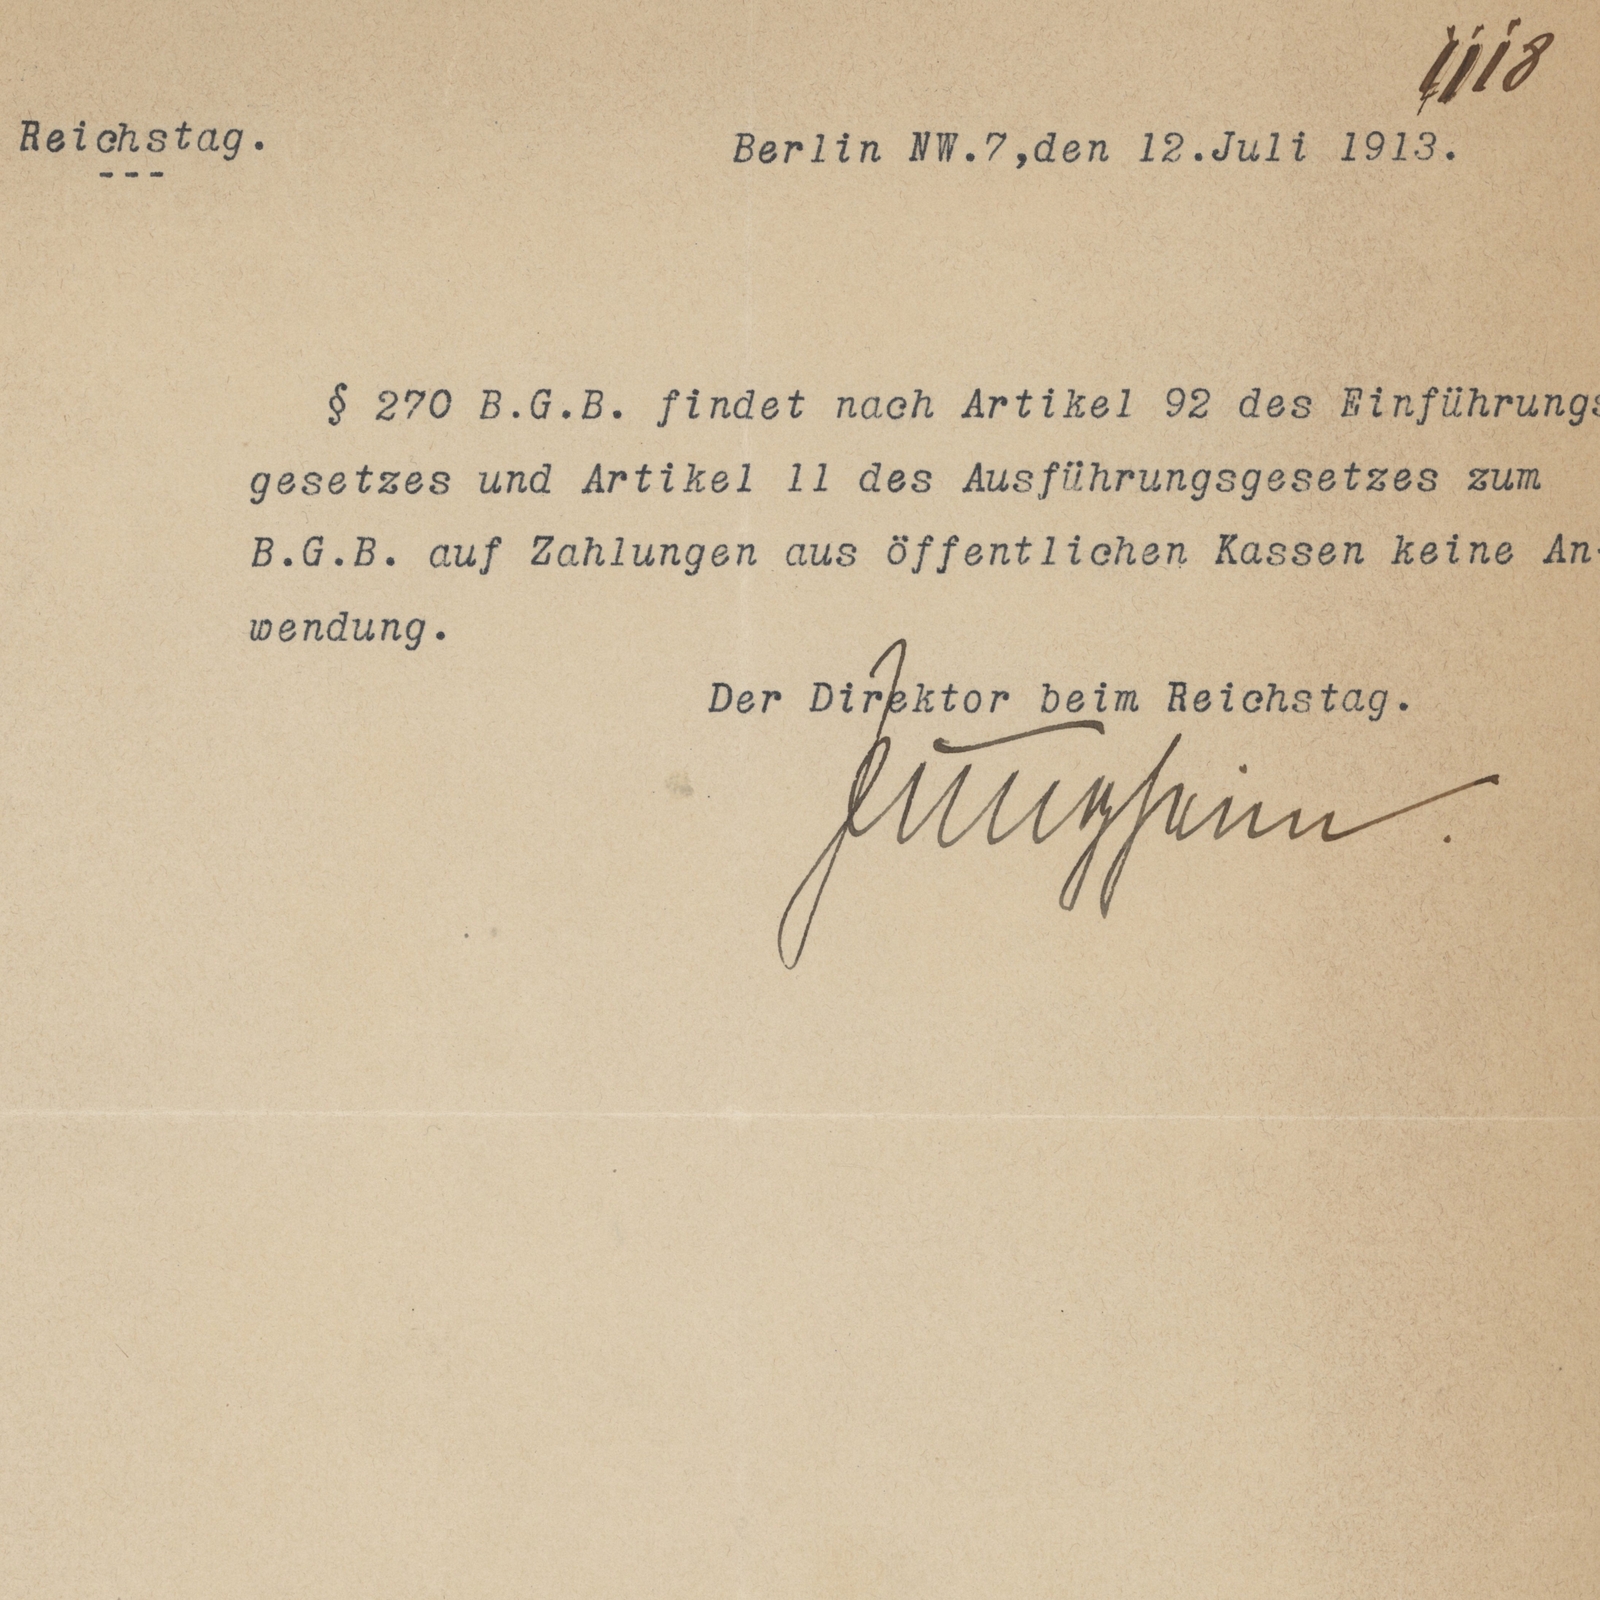 Reichstag.
Berlin NW.7,den 12.Juli 1913.
§ 270 B.G.B. findet nach Artikel 92 des Einführungs
gesetzes und Artikel 11 des Ausführungsgesetzes zum
B.G.B. auf Zahlungen aus öffentlichen Kassen keine An-
wendung.
Der Direktor beim Reichstag.
Jungheim.